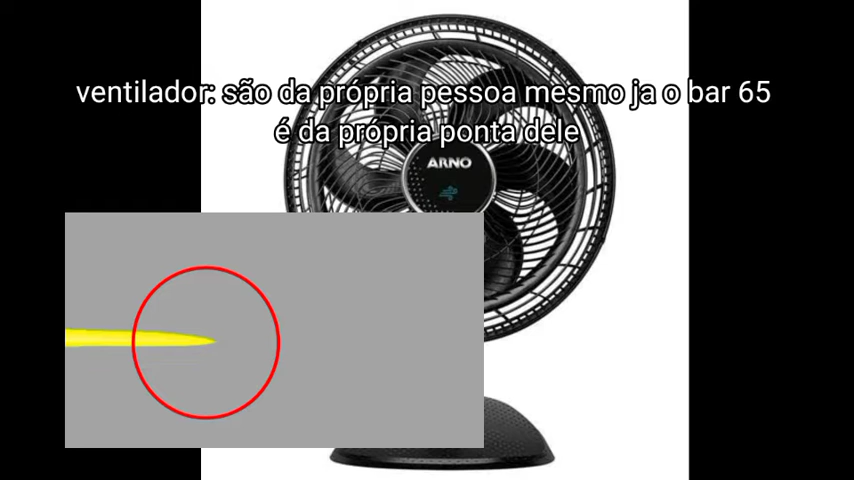 ventilador: são da própria pessoa mesmo ja o bar 65
é da própria ponta dele
ARNO